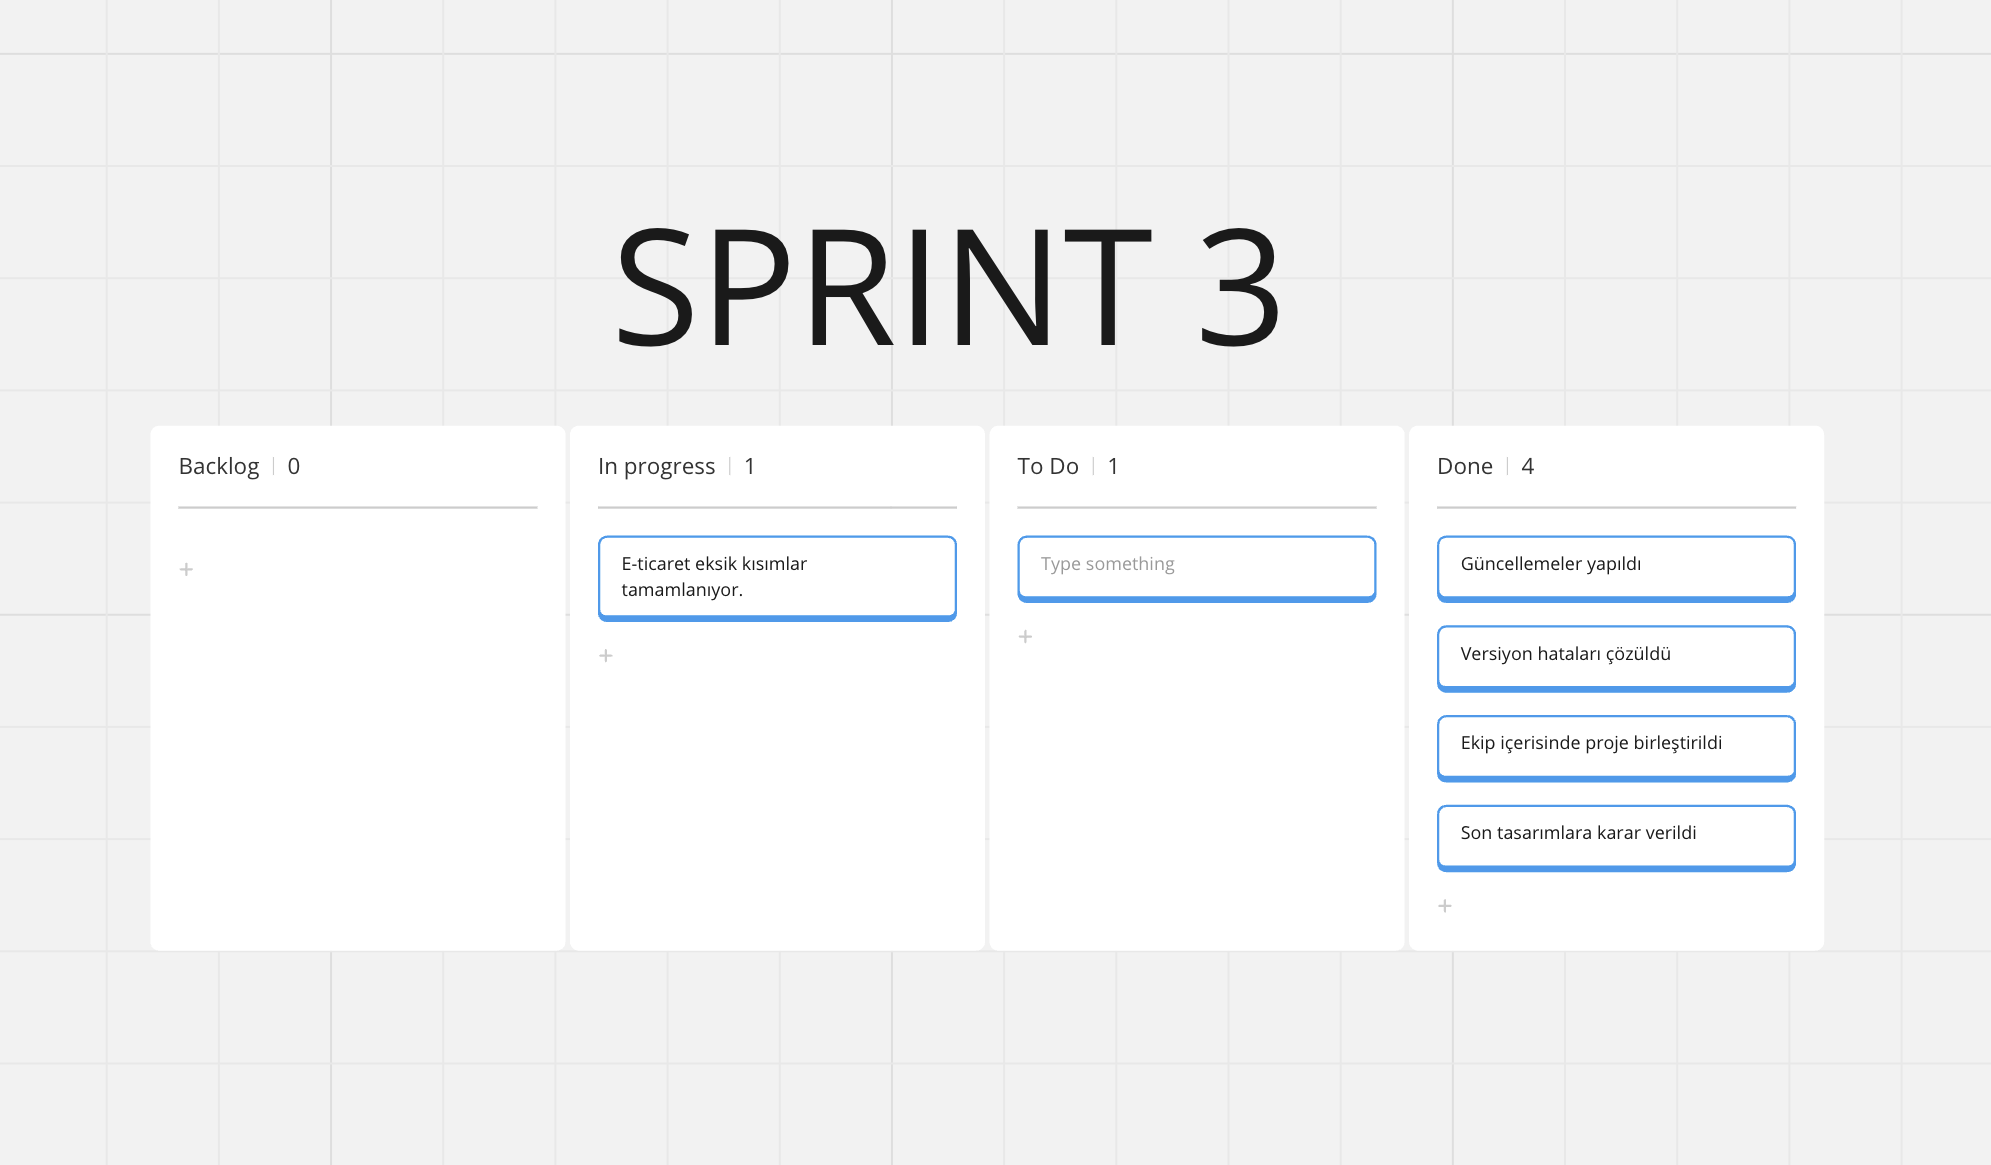 SPRINT 3
Backlog 0
In progress 1
E-ticaret eksik kısımlar
tamamlanıyor.
To Do 1
Type something
Done 4
Güncellemeler yapıldı
Versiyon hataları çözüldü
Ekip içerisinde proje birleştirildi
Son tasarımlara karar verildi